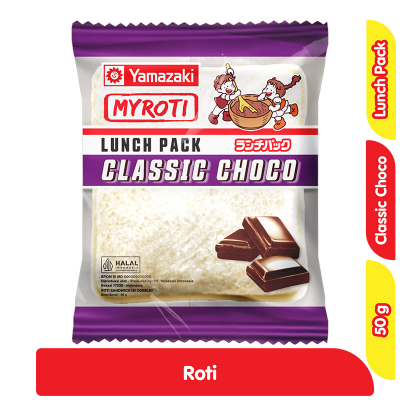 Yamazaki
MYROTI
LUNCH PACK
ランチパック
CLASSIC CHOCO
HALAL
INDONESIA
Roti
Lunch Pack
Classic Choco
50 g